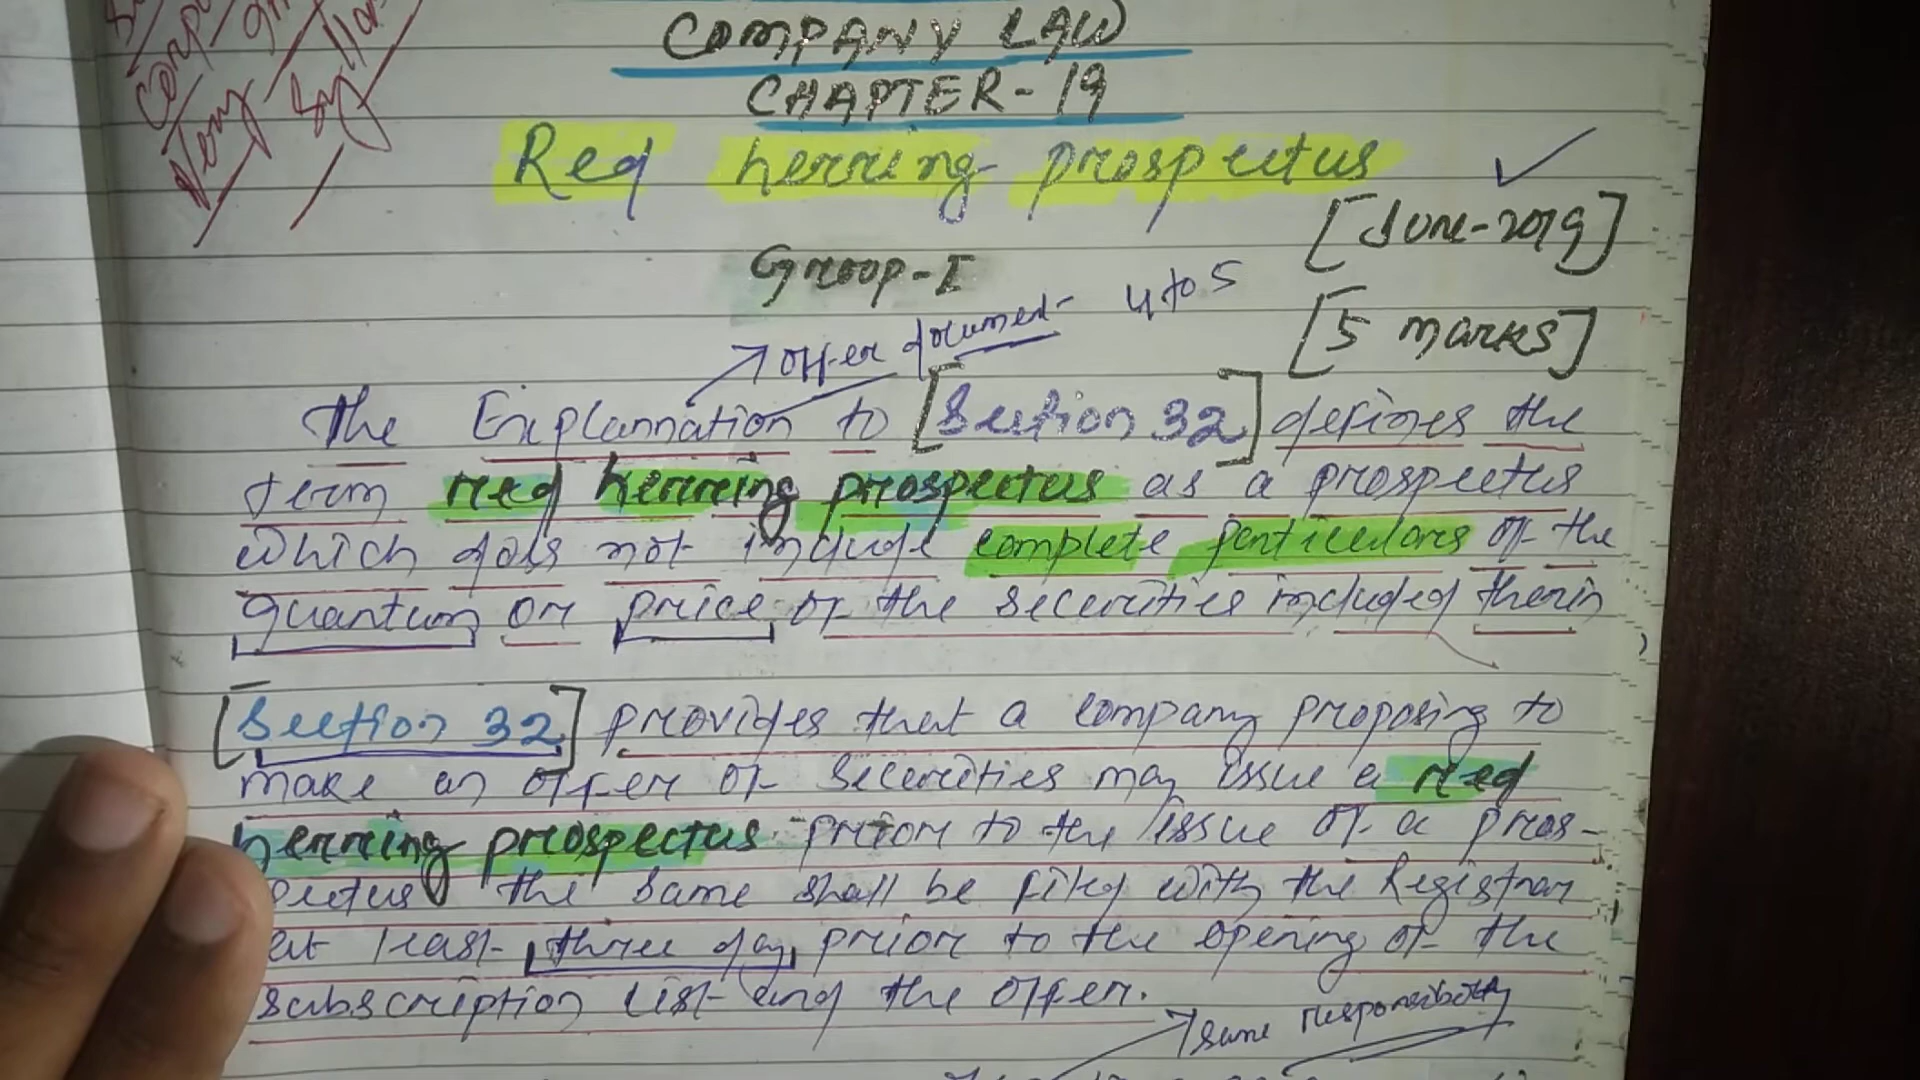 COMPANY LAW
CHAPTER-19
Red herring prospectus
[June-2019]
Group-I
4 to 5
[5 marks]
offer document
The Explannation to [Section 32] defines the
term red herring prospectus as a prospectus
which does not include complete particulars of the
quantum or price of the securities included therin
[Section 32] provides that a company proposing to
make an offer of securities may issue a red
herring prospectus prior to the issue of a pros-
pectus the same shall be filed with the Registrar
at least three day prior to the opening of the
subscription list and the offer.
same responsibility